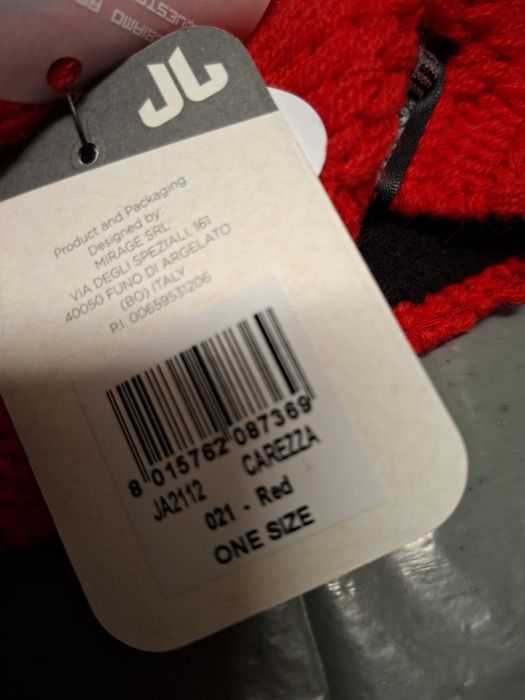 Product and Packaging
Designed by:
MIRAGE SRL
VIA DEGLI SPEZIALI, 161
40050 FUNO DI ARGELATO
(BO) ITALY
P.I. 00659531206
8 015762 087369
JA2112 CAREZZA
021 - Red
ONE SIZE